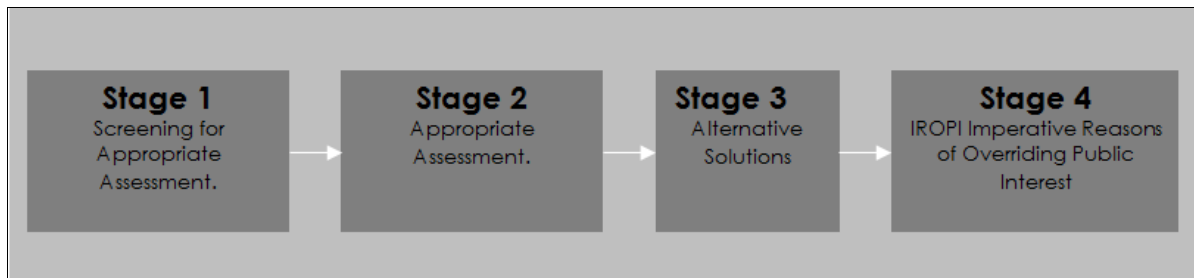 Stage 1
Screening for
Appropriate
Assessment.
Stage 2
Appropriate
Assessment.
Stage 3
Alternative
Solutions
Stage 4
IROPI Imperative Reasons
of Overriding Public
Interest